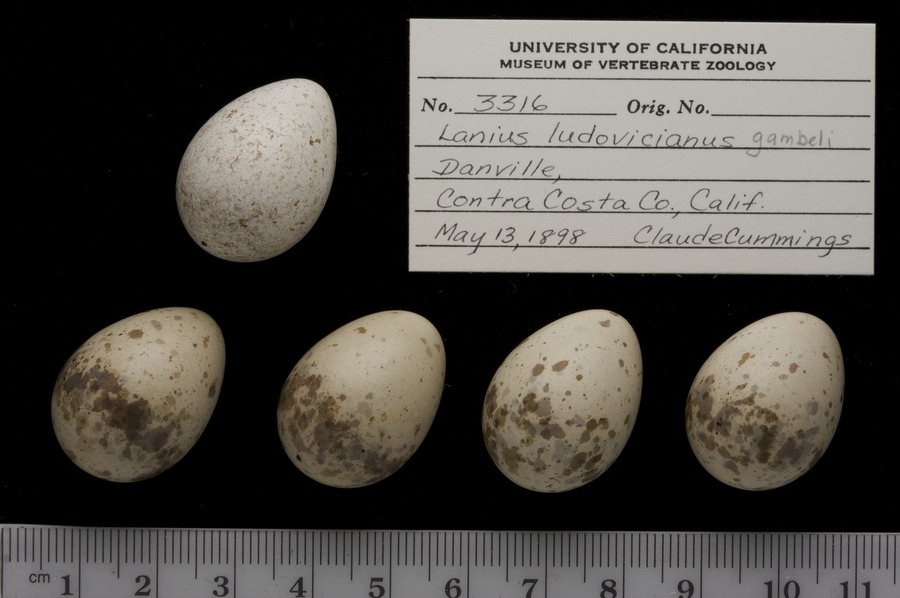 UNIVERSITY OF CALIFORNIA
MUSEUM OF VERTEBRATE ZOOLOGY
No. 3316 Orig. No.
Lanius ludovicianus gambeli
Danville,
Contra Costa Co., Calif.
May 13, 1898 Claude Cummings
cm 1 2 3 4 5 6 7 8 9 10 11